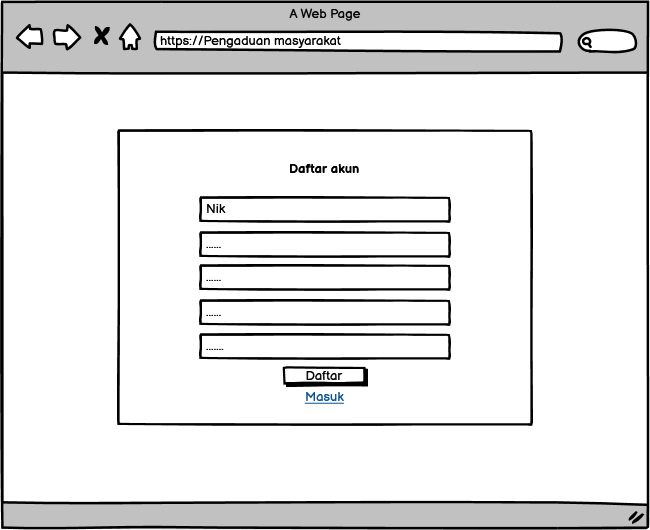 A Web Page
https://Pengaduan masyarakat
Daftar akun
Nik
......
......
......
.......
Daftar
Masuk